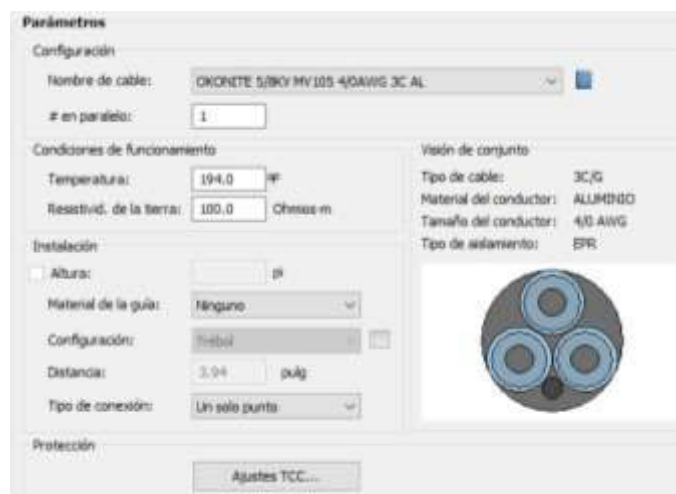 Parámetros
Configuración
Nombre de cable: OKONITE 5/8KV MV105 4/0AWG 3C AL
# en paralelo: 1
Condiciones de funcionamiento
Temperatura: 194.0 °F
Resistivid. de la tierra: 100.0 Ohmios·m
Instalación
Altura: pi
Material de la guía: Ninguno
Configuración: Trébol
Distancia: 3.94 pulg
Tipo de conexión: Un solo punto
Visión de conjunto
Tipo de cable: 3C/G
Material del conductor: ALUMINIO
Tamaño del conductor: 4/0 AWG
Tipo de aislamiento: EPR
Protección
Ajustes TCC...